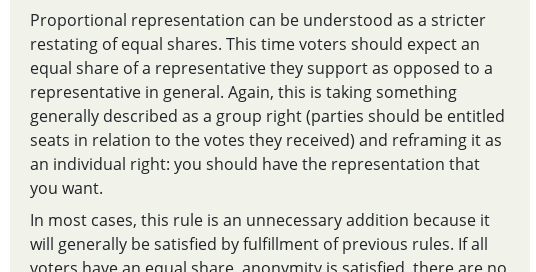 Proportional representation can be understood as a stricter
restating of equal shares. This time voters should expect an
equal share of a representative they support as opposed to a
representative in general. Again, this is taking something
generally described as a group right (parties should be entitled
seats in relation to the votes they received) and reframing it as
an individual right: you should have the representation that
you want.
In most cases, this rule is an unnecessary addition because it
will generally be satisfied by fulfillment of previous rules. If all
voters have an equal share, anonymity is satisfied, there are no